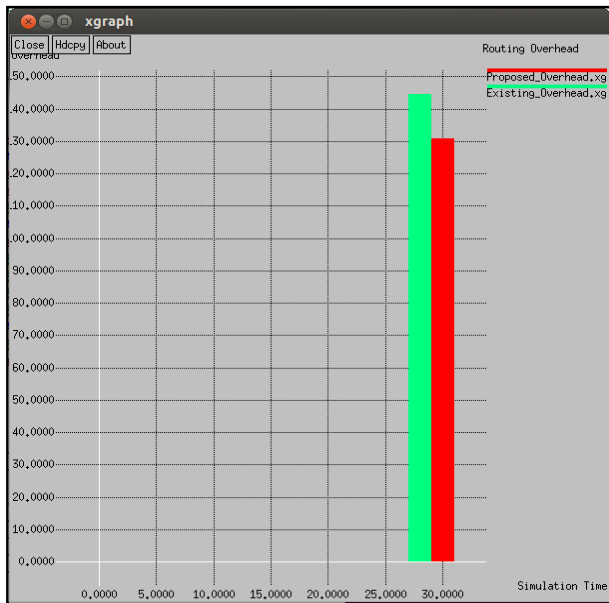 xgraph
Close Hdcpy About
Overhead
Routing Overhead
Proposed_Overhead.xg
Existing_Overhead.xg
.50,0000
.40,0000
.30,0000
.20,0000
.10,0000
.00,0000
90,0000
80,0000
70,0000
60,0000
50,0000
40,0000
30,0000
20,0000
10,0000
0,0000
0,0000 5,0000 10,0000 15,0000 20,0000 25,0000 30,0000
Simulation Time